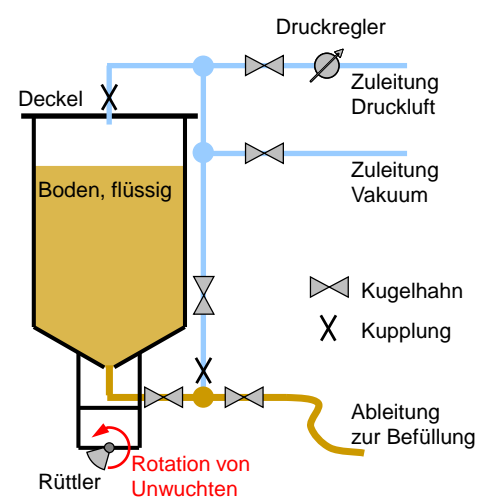 Druckregler
Zuleitung
Druckluft
Deckel
Zuleitung
Vakuum
Boden, flüssig
Kugelhahn
Kupplung
Ableitung
zur Befüllung
Rüttler
Rotation von
Unwuchten